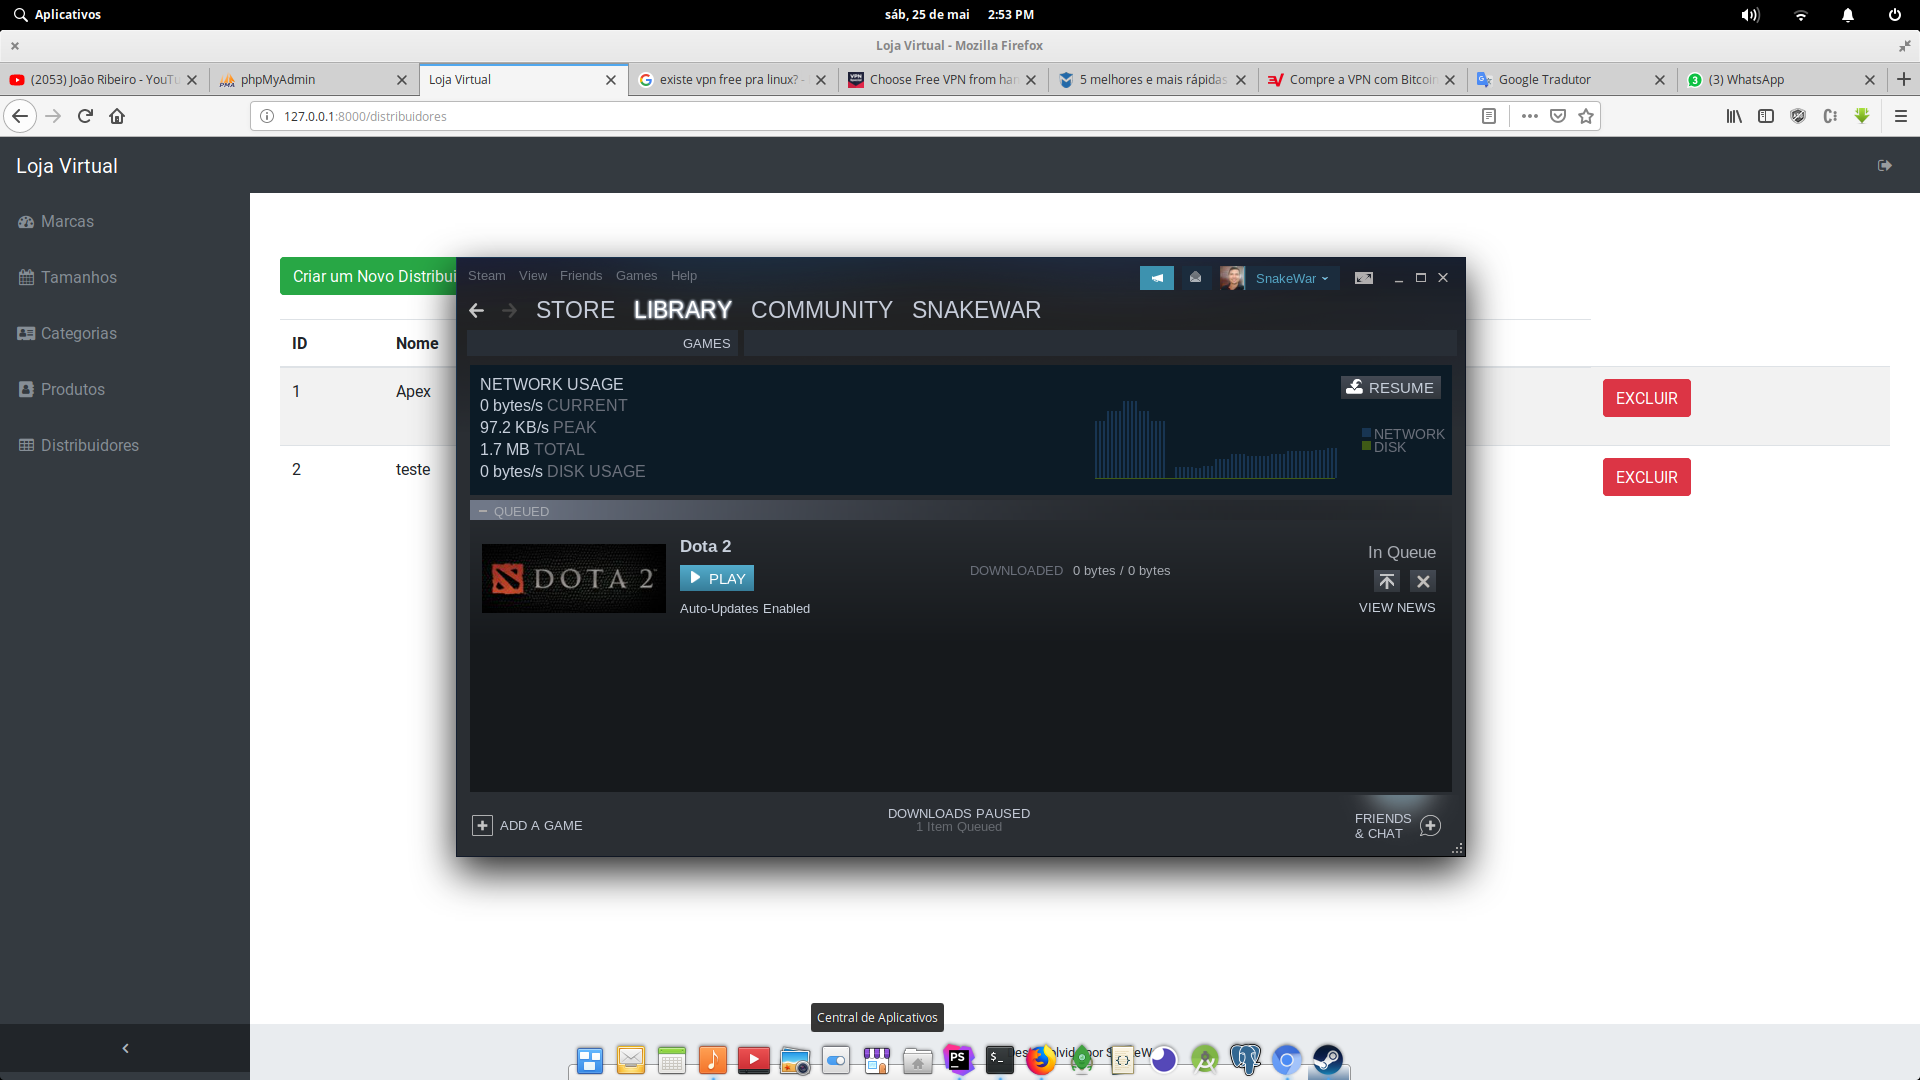 Aplicativos
sáb, 25 de mai 2:53 PM
Loja Virtual - Mozilla Firefox
(2053) João Ribeiro - YouTu
phpMyAdmin
Loja Virtual
existe vpn free pra linux? -
Choose Free VPN from han
5 melhores e mais rápidas
Compre a VPN com Bitcoin
Google Tradutor
(3) WhatsApp
127.0.0.1:8000/distribuidores
Loja Virtual
Marcas
Tamanhos
Categorias
Produtos
Distribuidores
Criar um Novo Distribui
ID Nome
1 Apex EXCLUIR
2 teste EXCLUIR
Steam View Friends Games Help
SnakeWar
STORE LIBRARY COMMUNITY SNAKEWAR
GAMES
NETWORK USAGE
0 bytes/s CURRENT
97.2 KB/s PEAK
1.7 MB TOTAL
0 bytes/s DISK USAGE
RESUME
NETWORK
DISK
QUEUED
DOTA 2
Dota 2
PLAY
Auto-Updates Enabled
DOWNLOADED 0 bytes / 0 bytes
In Queue
VIEW NEWS
ADD A GAME
DOWNLOADS PAUSED
1 Item Queued
FRIENDS
& CHAT
Central de Aplicativos
PS